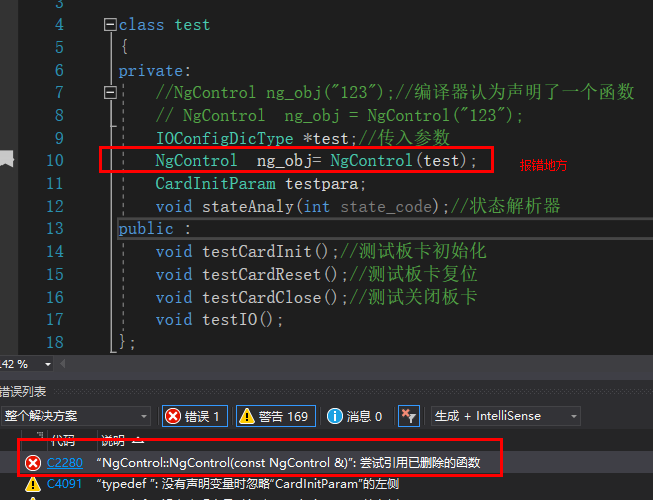 3
4 class test
5 {
6 private:
7 //NgControl ng_obj("123");//编译器认为声明了一个函数
8 // NgControl  ng_obj = NgControl("123");
9 IOConfigDicType *test;//传入参数
10 NgControl  ng_obj= NgControl(test); 报错地方
11 CardInitParam testpara;
12 void stateAnaly(int state_code);//状态解析器
13 public :
14 void testCardInit();//测试板卡初始化
15 void testCardReset();//测试板卡复位
16 void testCardClose();//测试关闭板卡
17 void testIO();
18 };
.42 %
错误列表
整个解决方案 错误 1 警告 169 消息 0 生成 + IntelliSense
代码 说明
C2280 “NgControl::NgControl(const NgControl &)”: 尝试引用已删除的函数
C4091 “typedef ”: 没有声明变量时忽略“CardInitParam”的左侧